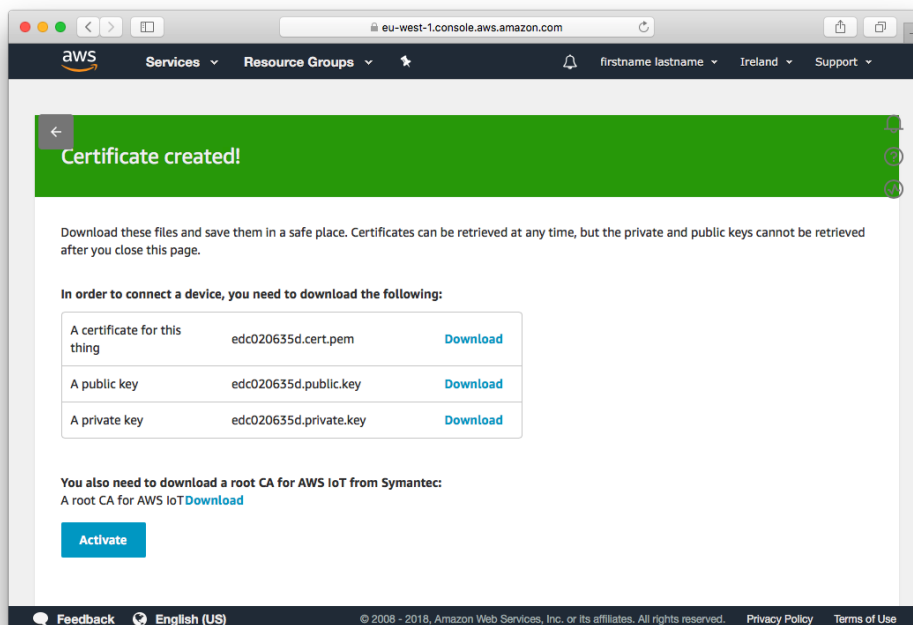 eu-west-1.console.aws.amazon.com
aws Services Resource Groups firstname lastname Ireland Support
Certificate created!
Download these files and save them in a safe place. Certificates can be retrieved at any time, but the private and public keys cannot be retrieved
after you close this page.
In order to connect a device, you need to download the following:
A certificate for this
thing edc020635d.cert.pem Download
A public key edc020635d.public.key Download
A private key edc020635d.private.key Download
You also need to download a root CA for AWS IoT from Symantec:
A root CA for AWS IoTDownload
Activate
Feedback English (US) © 2008 - 2018, Amazon Web Services, Inc. or its affiliates. All rights reserved. Privacy Policy Terms of Use